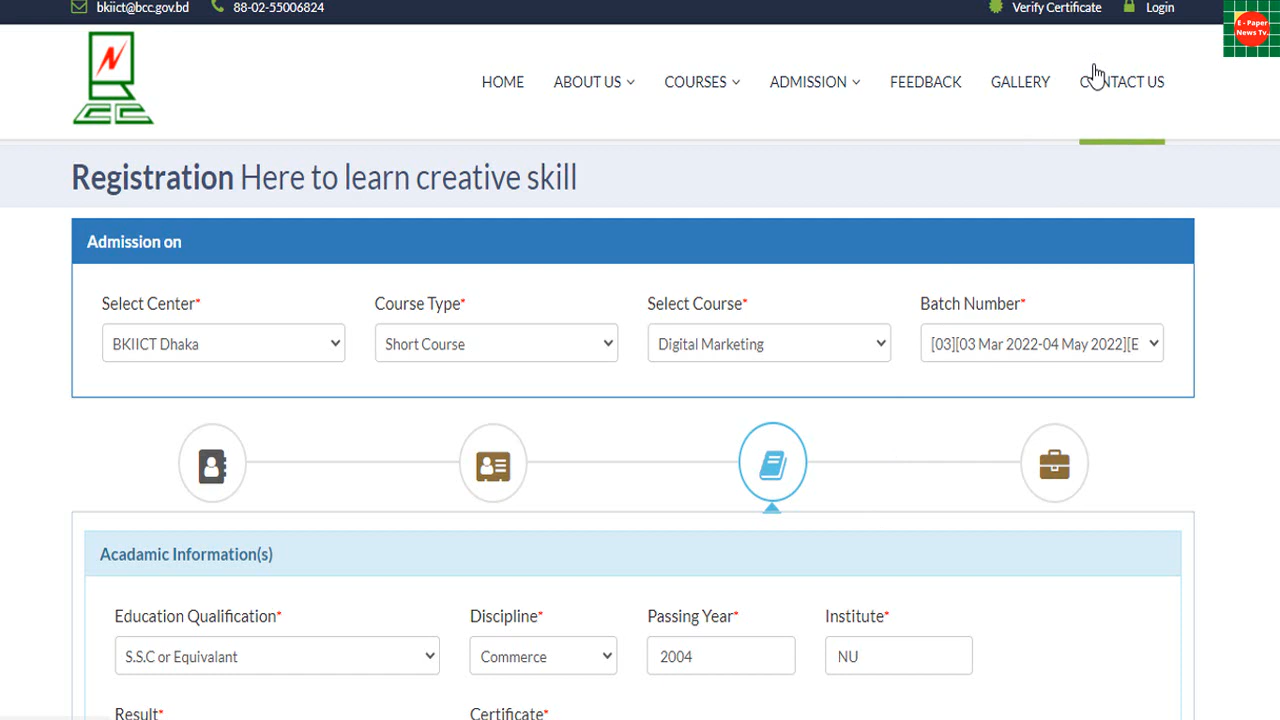 bkiict@bcc.gov.bd 88-02-55006824 Verify Certificate Login
E - Paper
News Tv.
HOME ABOUT US COURSES ADMISSION FEEDBACK GALLERY CONTACT US
Registration Here to learn creative skill
Admission on
Select Center* Course Type* Select Course* Batch Number*
BKIICT Dhaka Short Course Digital Marketing [03][03 Mar 2022-04 May 2022][E
Acadamic Information(s)
Education Qualification* Discipline* Passing Year* Institute*
S.S.C or Equivalant Commerce 2004 NU
Result* Certificate*